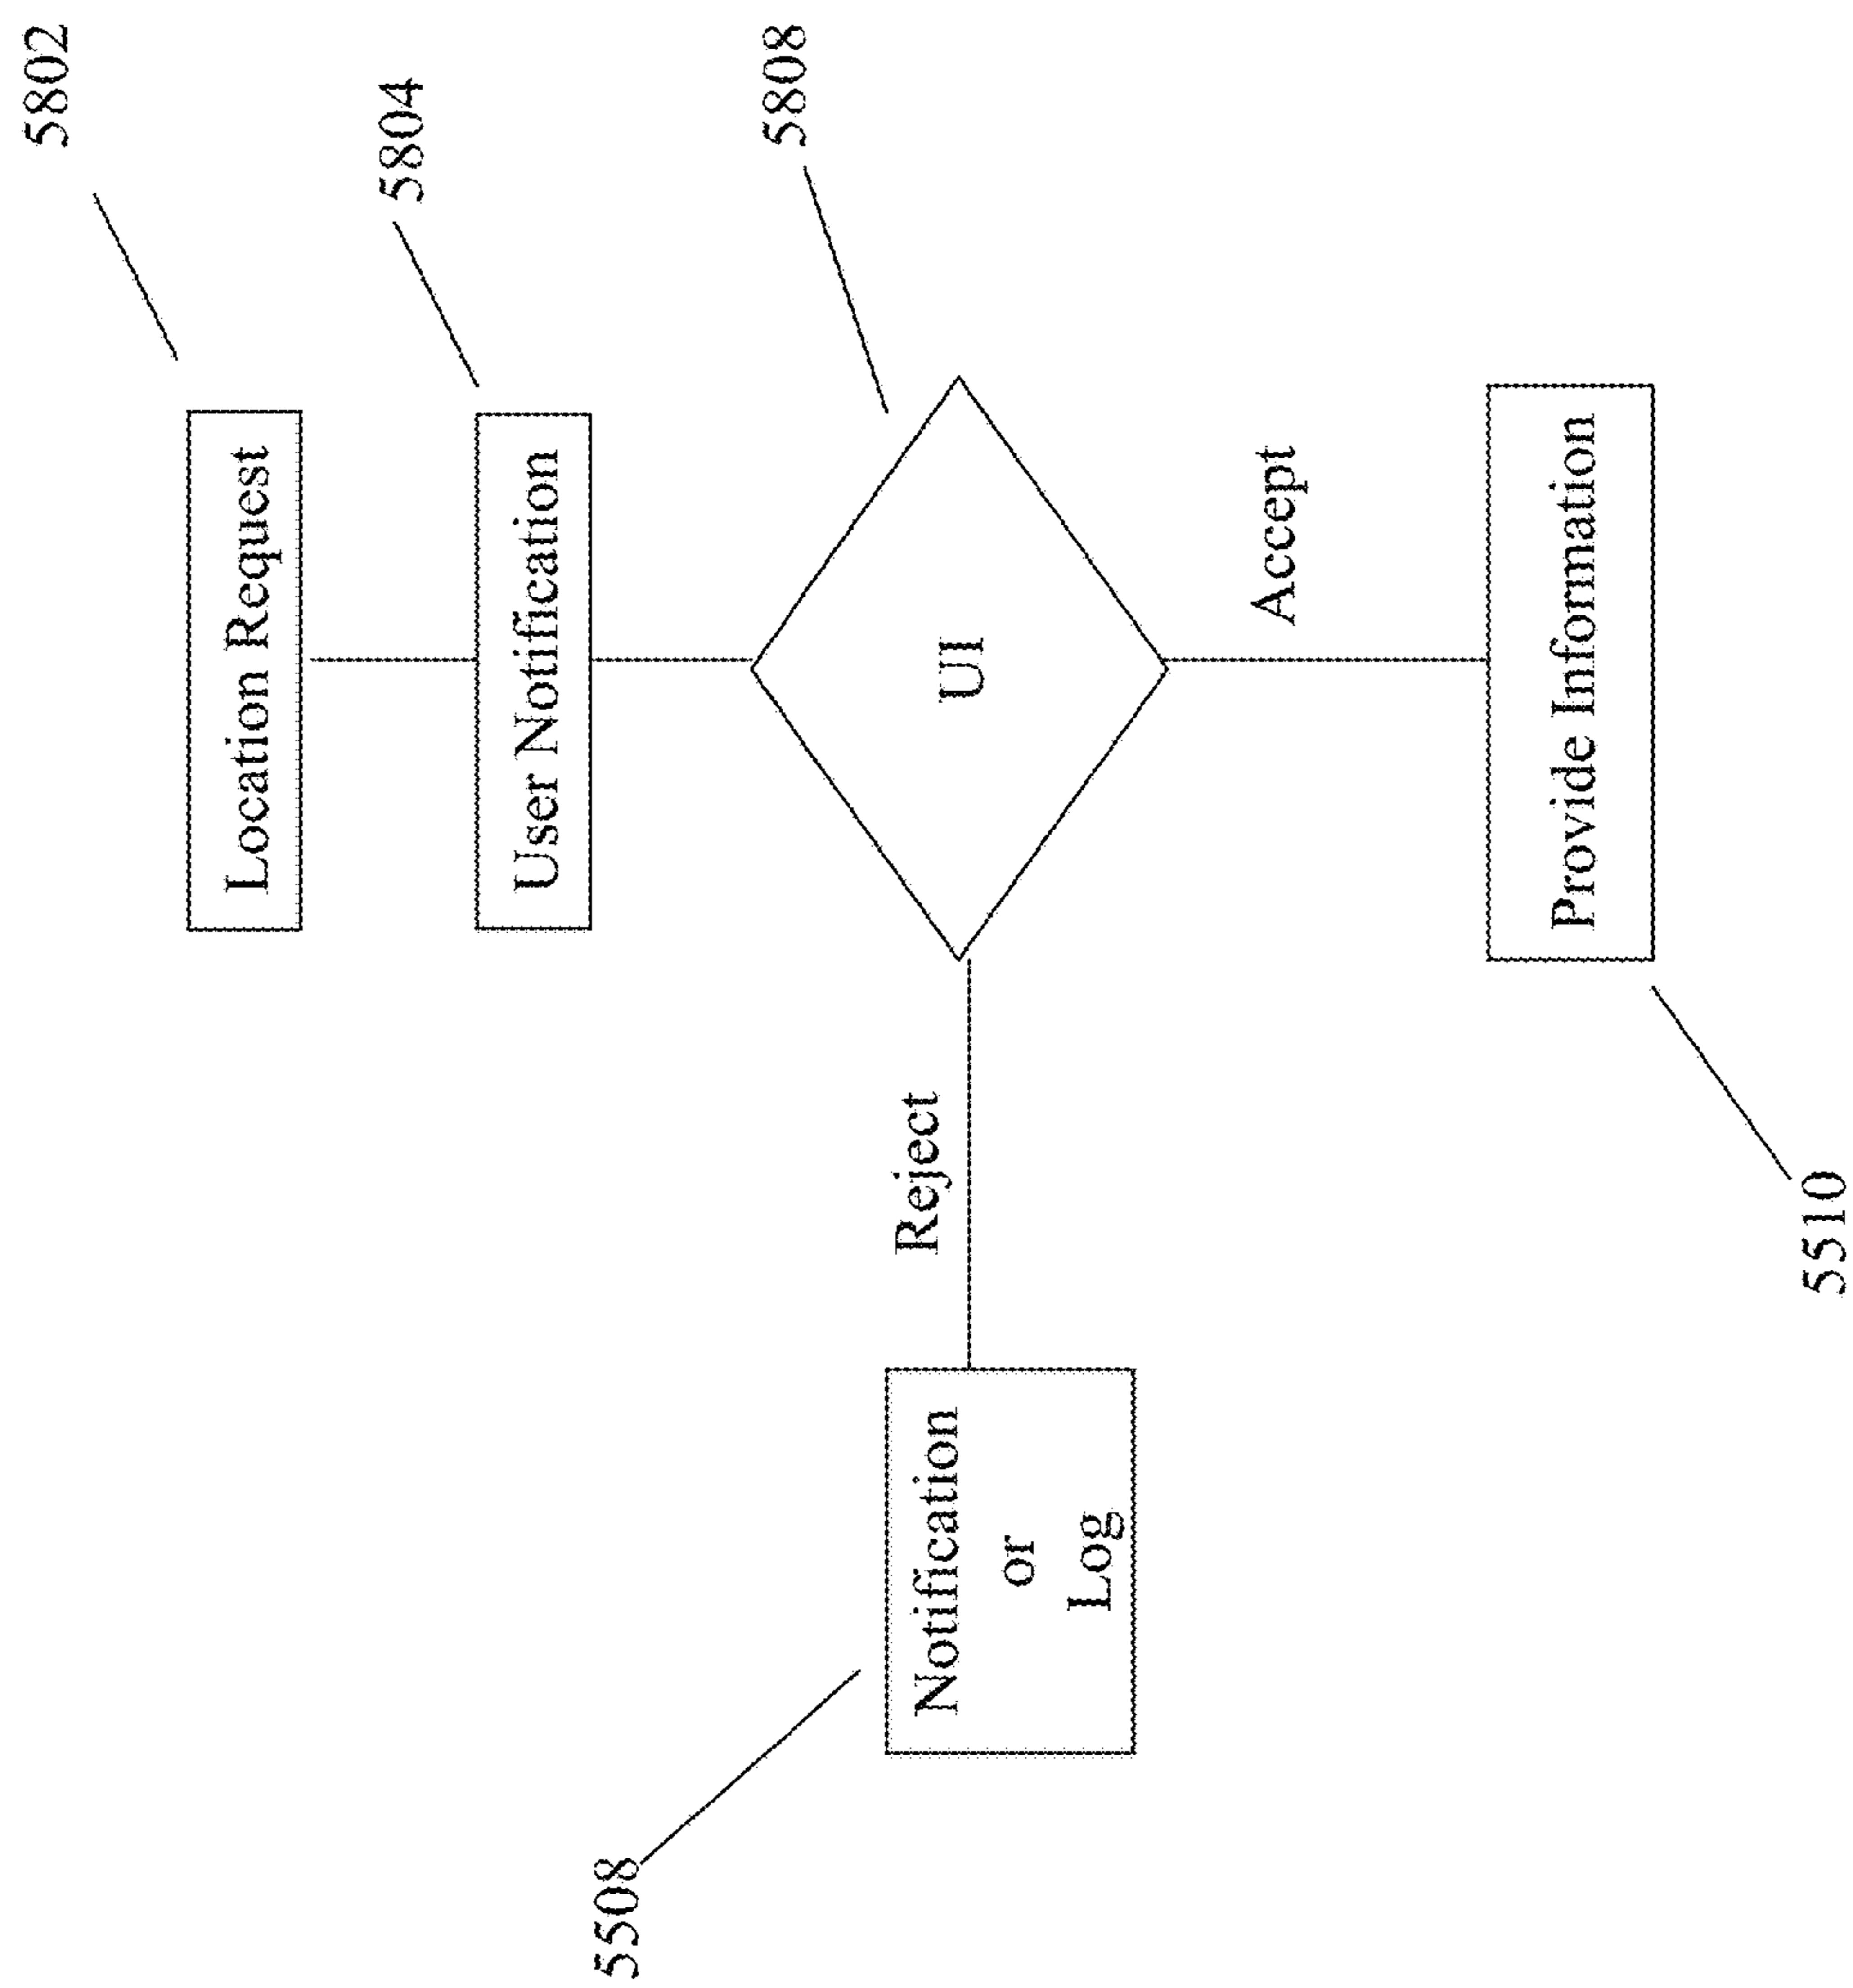 5802
Location Request
5804
User Notification
5808
UI
Reject
Accept
5508
Notification
or
Log
Provide Information
5510